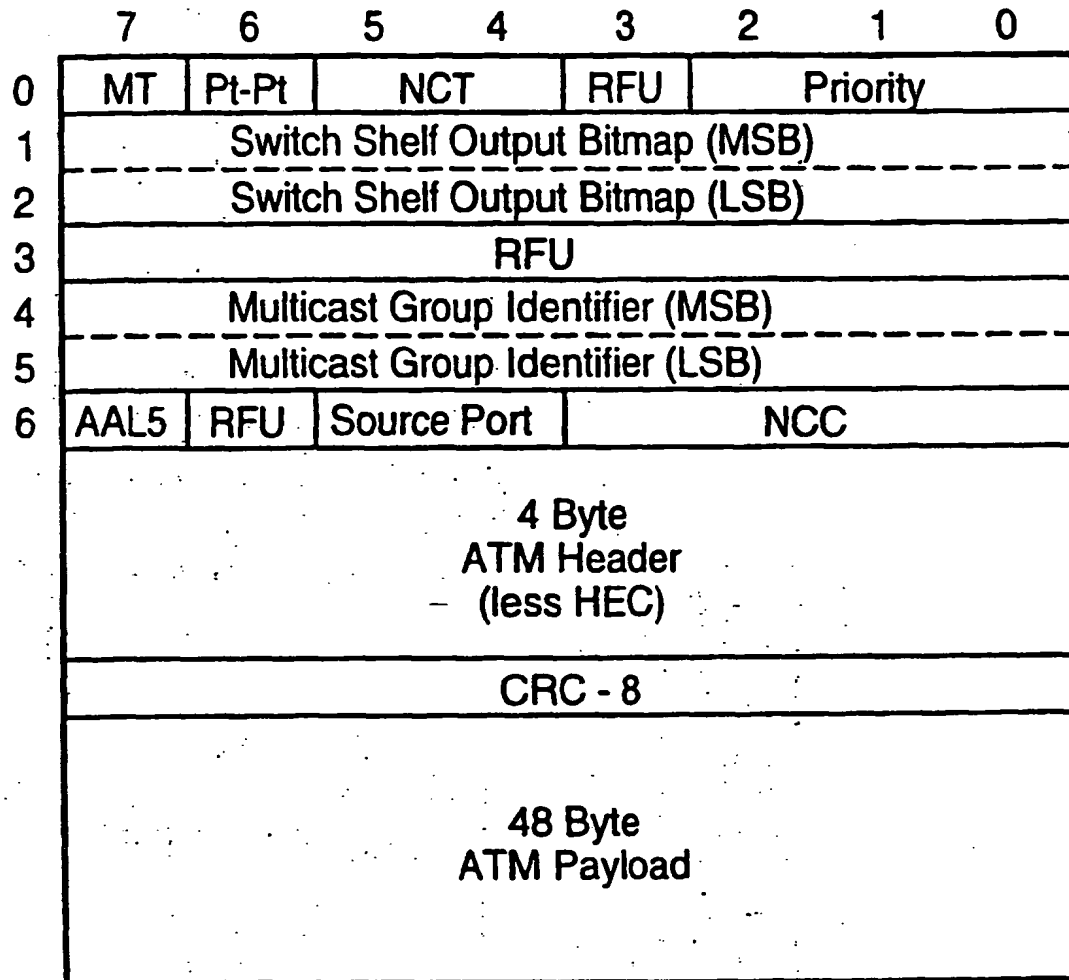 7 6 5 4 3 2 1 0
0 MT Pt-Pt NCT RFU Priority
1 Switch Shelf Output Bitmap (MSB)
2 Switch Shelf Output Bitmap (LSB)
3 RFU
4 Multicast Group Identifier (MSB)
5 Multicast Group Identifier (LSB)
6 AAL5 RFU Source Port NCC
4 Byte
ATM Header
(less HEC)
CRC - 8
48 Byte
ATM Payload